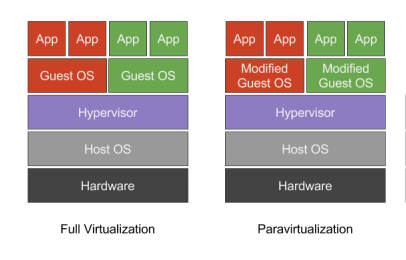 App App App App
Guest OS Guest OS
Hypervisor
Host OS
Hardware
Full Virtualization
App App App App
Modified Guest OS Modified Guest OS
Hypervisor
Host OS
Hardware
Paravirtualization